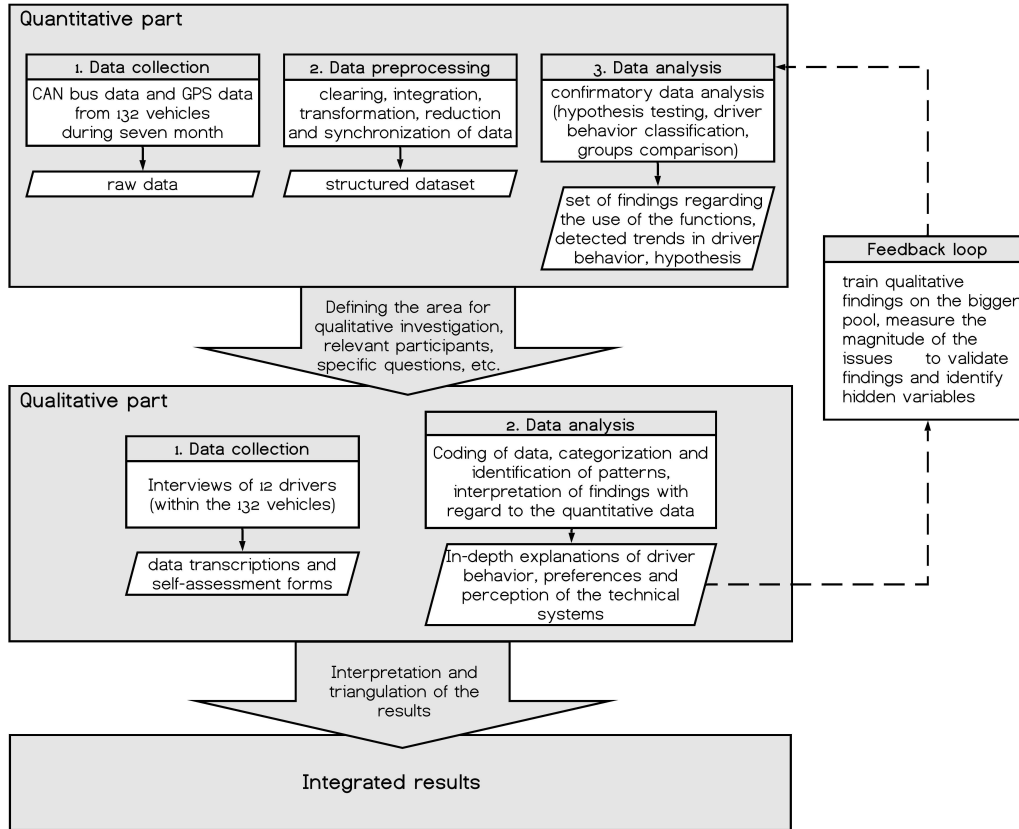 Quantitative part
1. Data collection
CAN bus data and GPS data
from 132 vehicles
during seven month
raw data
2. Data preprocessing
clearing, integration,
transformation, reduction
and synchronization of data
structured dataset
3. Data analysis
confirmatory data analysis
(hypothesis testing, driver
behavior classification,
groups comparison)
set of findings regarding
the use of the functions,
detected trends in driver
behavior, hypothesis
Feedback loop
train qualitative
findings on the bigger
pool, measure the
magnitude of the
issues to validate
findings and identify
hidden variables
Defining the area for
qualitative investigation,
relevant participants,
specific questions, etc.
Qualitative part
1. Data collection
Interviews of 12 drivers
(within the 132 vehicles)
data transcriptions and
self-assessment forms
2. Data analysis
Coding of data, categorization and
identification of patterns,
interpretation of findings with
regard to the quantitative data
In-depth explanations of driver
behavior, preferences and
perception of the technical
systems
Interpretation and
triangulation of the
results
Integrated results